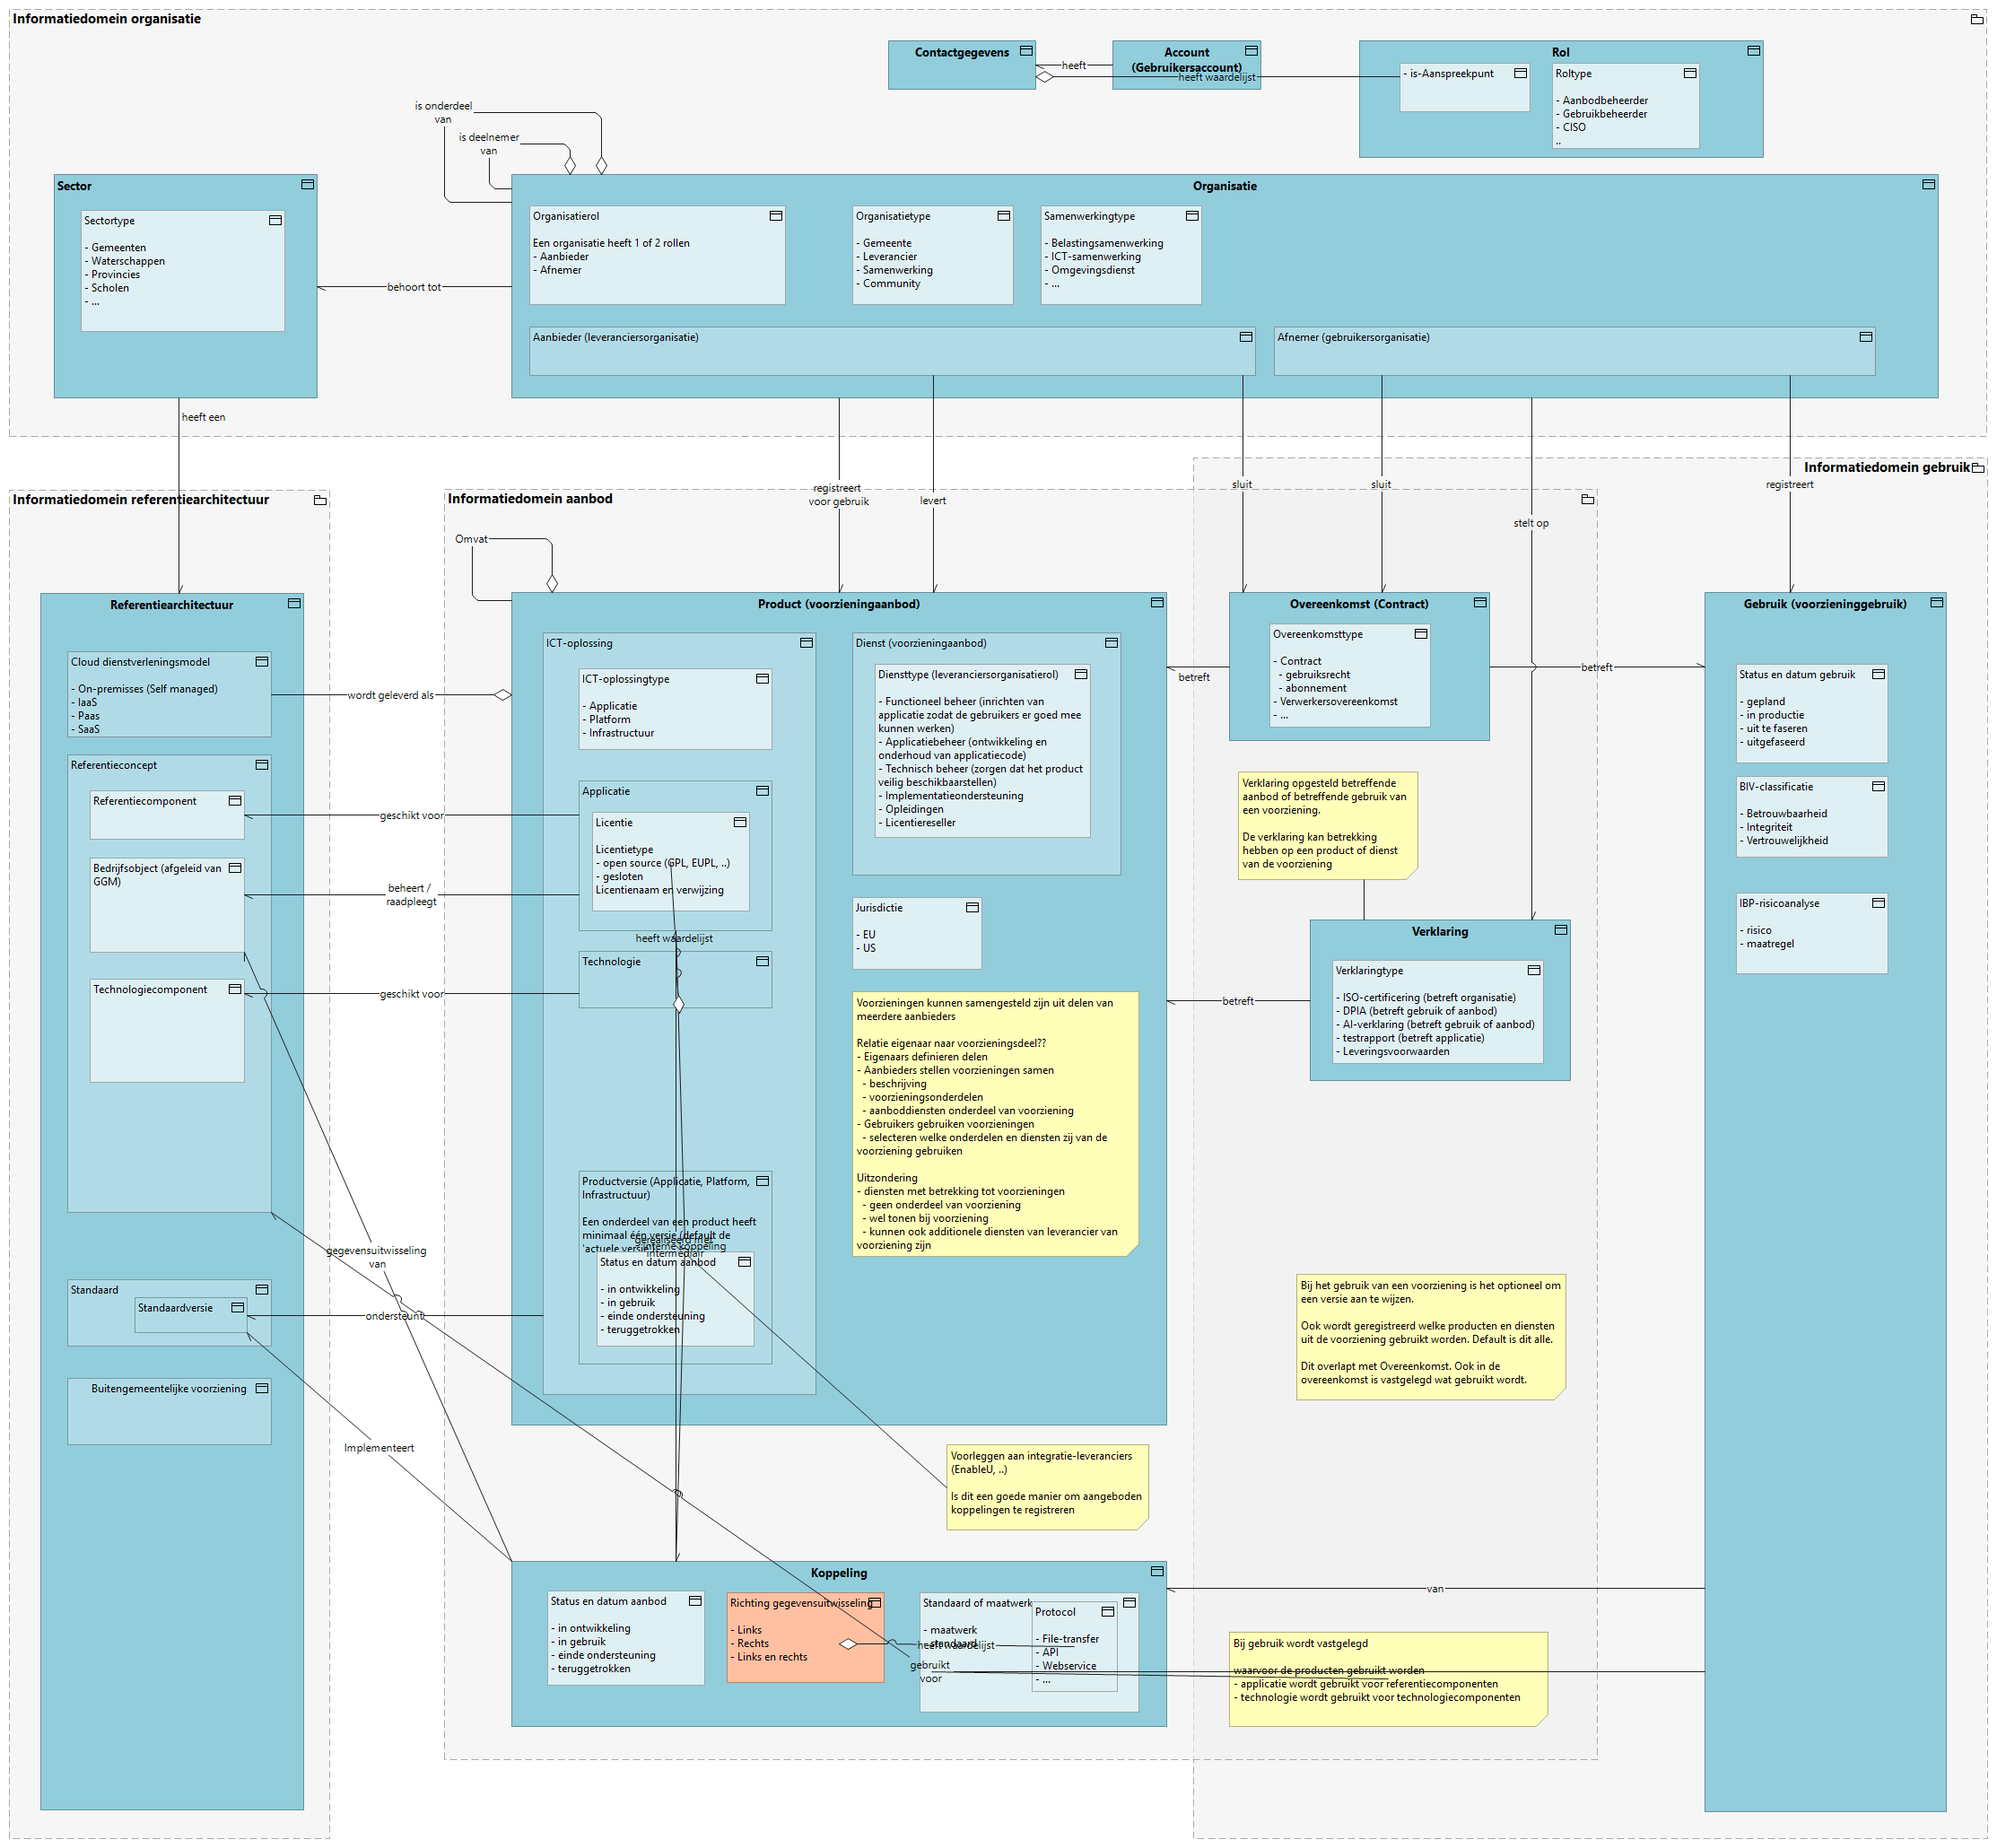 Informatiedomein organisatie
Contactgegevens
Account
(Gebruikersaccount)
heeft
heeft waardelijst
Rol
- is-Aanspreekpunt
Roltype
- Aanbodbeheerder
- Gebruikbeheerder
- CISO
..
is onderdeel
van
is deelnemer
van
Sector
Sectortype
- Gemeenten
- Waterschappen
- Provincies
- Scholen
- ...
behoort tot
Organisatie
Organisatierol
Een organisatie heeft 1 of 2 rollen
- Aanbieder
- Afnemer
Organisatietype
- Gemeente
- Leverancier
- Samenwerking
- Community
Samenwerkingtype
- Belastingsamenwerking
- ICT-samenwerking
- Omgevingsdienst
- ...
Aanbieder (leveranciersorganisatie)
Afnemer (gebruikersorganisatie)
heeft een
registreert
voor gebruik
levert
sluit
sluit
stelt op
registreert
Informatiedomein referentiearchitectuur
Informatiedomein aanbod
Informatiedomein gebruik
Omvat
Referentiearchitectuur
Cloud dienstverleningsmodel
- On-premisses (Self managed)
- IaaS
- Paas
- SaaS
wordt geleverd als
Referentieconcept
Referentiecomponent
geschikt voor
Bedrijfsobject (afgeleid van
GGM)
beheert /
raadpleegt
Technologiecomponent
geschikt voor
gegevensuitwisseling
van
Standaard
Standaardversie
ondersteunt
Buitengemeentelijke voorziening
Implementeert
Product (voorzieningaanbod)
ICT-oplossing
ICT-oplossingtype
- Applicatie
- Platform
- Infrastructuur
Applicatie
Licentie
Licentietype
- open source (GPL, EUPL, ..)
- gesloten
Licentienaam en verwijzing
heeft waardelijst
Technologie
Productversie (Applicatie, Platform,
Infrastructuur)
Een onderdeel van een product heeft
minimaal één versie (default de
'actuele versie')
gerealiseerd met
interne koppeling
intermediair
Status en datum aanbod
- in ontwikkeling
- in gebruik
- einde ondersteuning
- teruggetrokken
Dienst (voorzieningaanbod)
Diensttype (leveranciersorganisatierol)
- Functioneel beheer (inrichten van
applicatie zodat de gebruikers er goed mee
kunnen werken)
- Applicatiebeheer (ontwikkeling en
onderhoud van applicatiecode)
- Technisch beheer (zorgen dat het product
veilig beschikbaarstellen)
- Implementatieondersteuning
- Opleidingen
- Licentiereseller
Jurisdictie
- EU
- US
Voorzieningen kunnen samengesteld zijn uit delen van
meerdere aanbieders
Relatie eigenaar naar voorzieningsdeel??
- Eigenaars definieren delen
- Aanbieders stellen voorzieningen samen
- beschrijving
- voorzieningsonderdelen
- aanboddiensten onderdeel van voorziening
- Gebruikers gebruiken voorzieningen
- selecteren welke onderdelen en diensten zij van de
voorziening gebruiken
Uitzondering
- diensten met betrekking tot voorzieningen
- geen onderdeel van voorziening
- wel tonen bij voorziening
- kunnen ook additionele diensten van leverancier van
voorziening zijn
Overeenkomst (Contract)
Overeenkomsttype
- Contract
- gebruiksrecht
- abonnement
- Verwerkersovereenkomst
- ...
betreft
betreft
Verklaring opgesteld betreffende
aanbod of betreffende gebruik van
een voorziening.
De verklaring kan betrekking
hebben op een product of dienst
van de voorziening
Verklaring
Verklaringtype
- ISO-certificering (betreft organisatie)
- DPIA (betreft gebruik of aanbod)
- AI-verklaring (betreft gebruik of aanbod)
- testrapport (betreft applicatie)
- Leveringsvoorwaarden
betreft
Gebruik (voorzieninggebruik)
Status en datum gebruik
- gepland
- in productie
- uit te faseren
- uitgefaseerd
BIV-classificatie
- Betrouwbaarheid
- Integriteit
- Vertrouwelijkheid
IBP-risicoanalyse
- risico
- maatregel
Bij het gebruik van een voorziening is het optioneel om
een versie aan te wijzen.
Ook wordt geregistreerd welke producten en diensten
uit de voorziening gebruikt worden. Default is dit alle.
Dit overlapt met Overeenkomst. Ook in de
overeenkomst is vastgelegd wat gebruikt wordt.
Voorleggen aan integratie-leveranciers
(EnableU, ..)
Is dit een goede manier om aangeboden
koppelingen te registreren
Koppeling
Status en datum aanbod
- in ontwikkeling
- in gebruik
- einde ondersteuning
- teruggetrokken
Richting gegevensuitwisseling
- Links
- Rechts
- Links en rechts
Standaard of maatwerk
- maatwerk
- standaard
heeft waardelijst
Protocol
- File-transfer
- API
- Webservice
- ...
gebruikt
voor
van
Bij gebruik wordt vastgelegd
waarvoor de producten gebruikt worden
- applicatie wordt gebruikt voor referentiecomponenten
- technologie wordt gebruikt voor technologiecomponenten